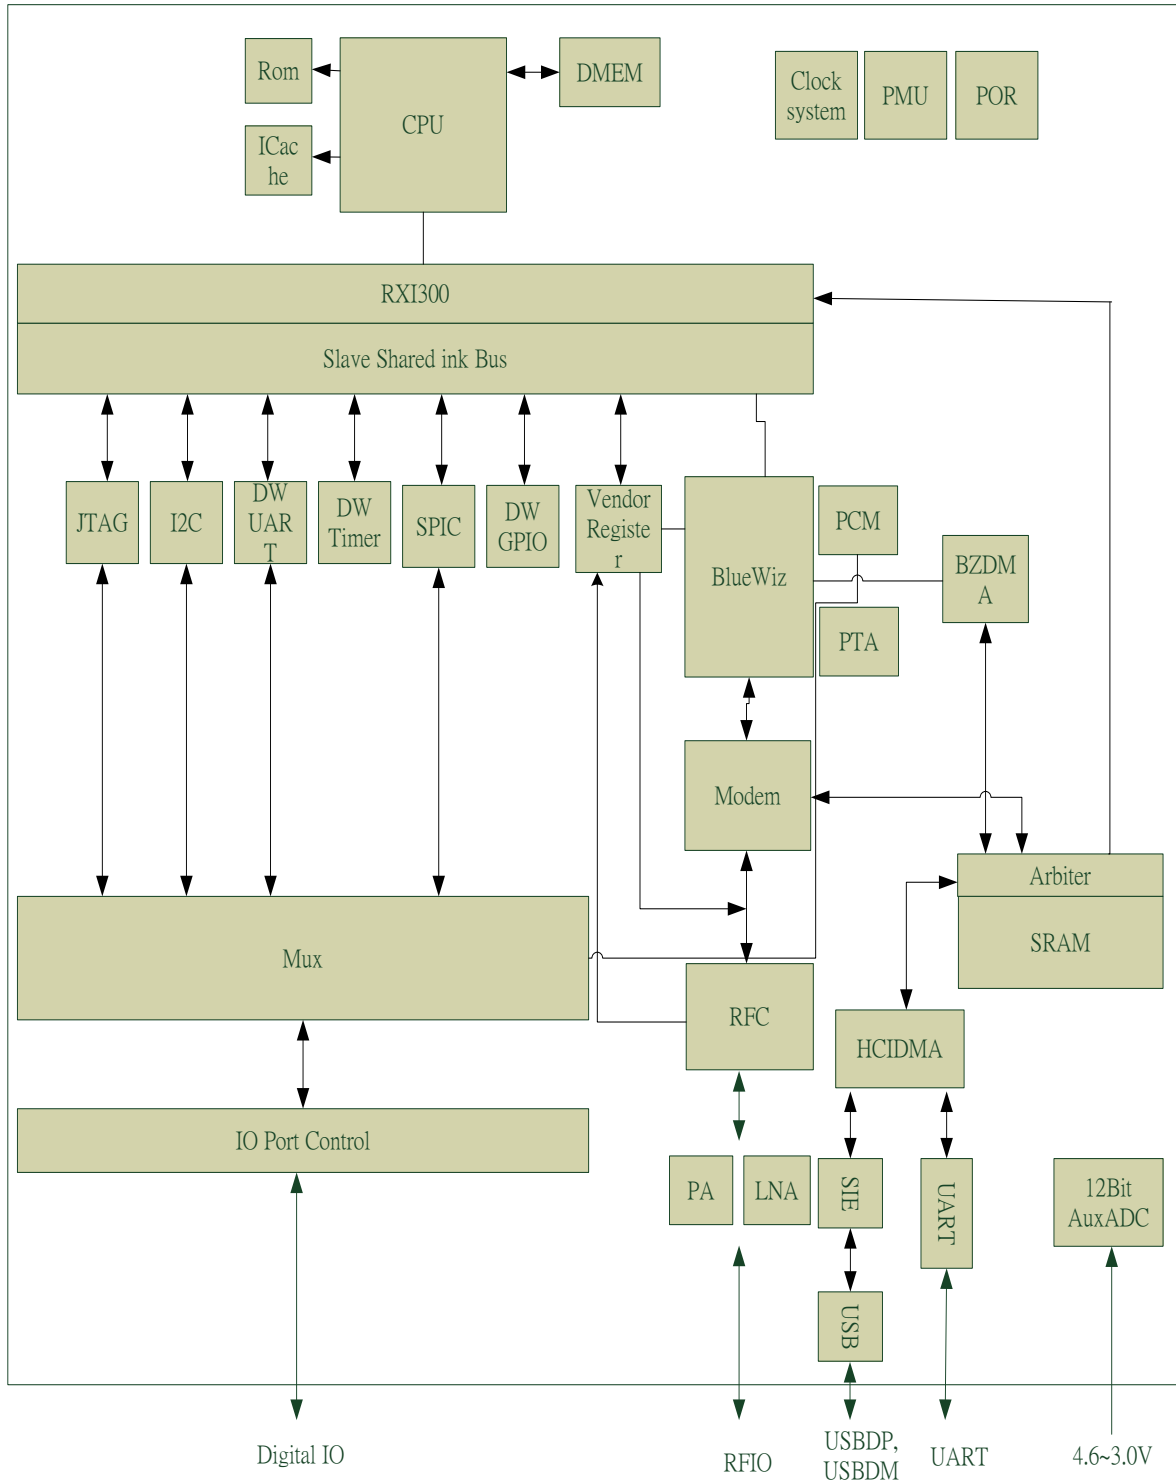 Rom
CPU
DMEM
Clock
system
PMU
POR
ICac
he
RXI300
Slave Shared ink Bus
JTAG
I2C
DW
UAR
T
DW
Timer
SPIC
DW
GPIO
Vendor
Registe
r
BlueWiz
PCM
BZDM
A
PTA
Modem
Arbiter
SRAM
Mux
RFC
HCIDMA
IO Port Control
PA
LNA
SIE
UART
12Bit
AuxADC
USB
Digital IO
RFIO
USBDP,
USBDM
UART
4.6~3.0V